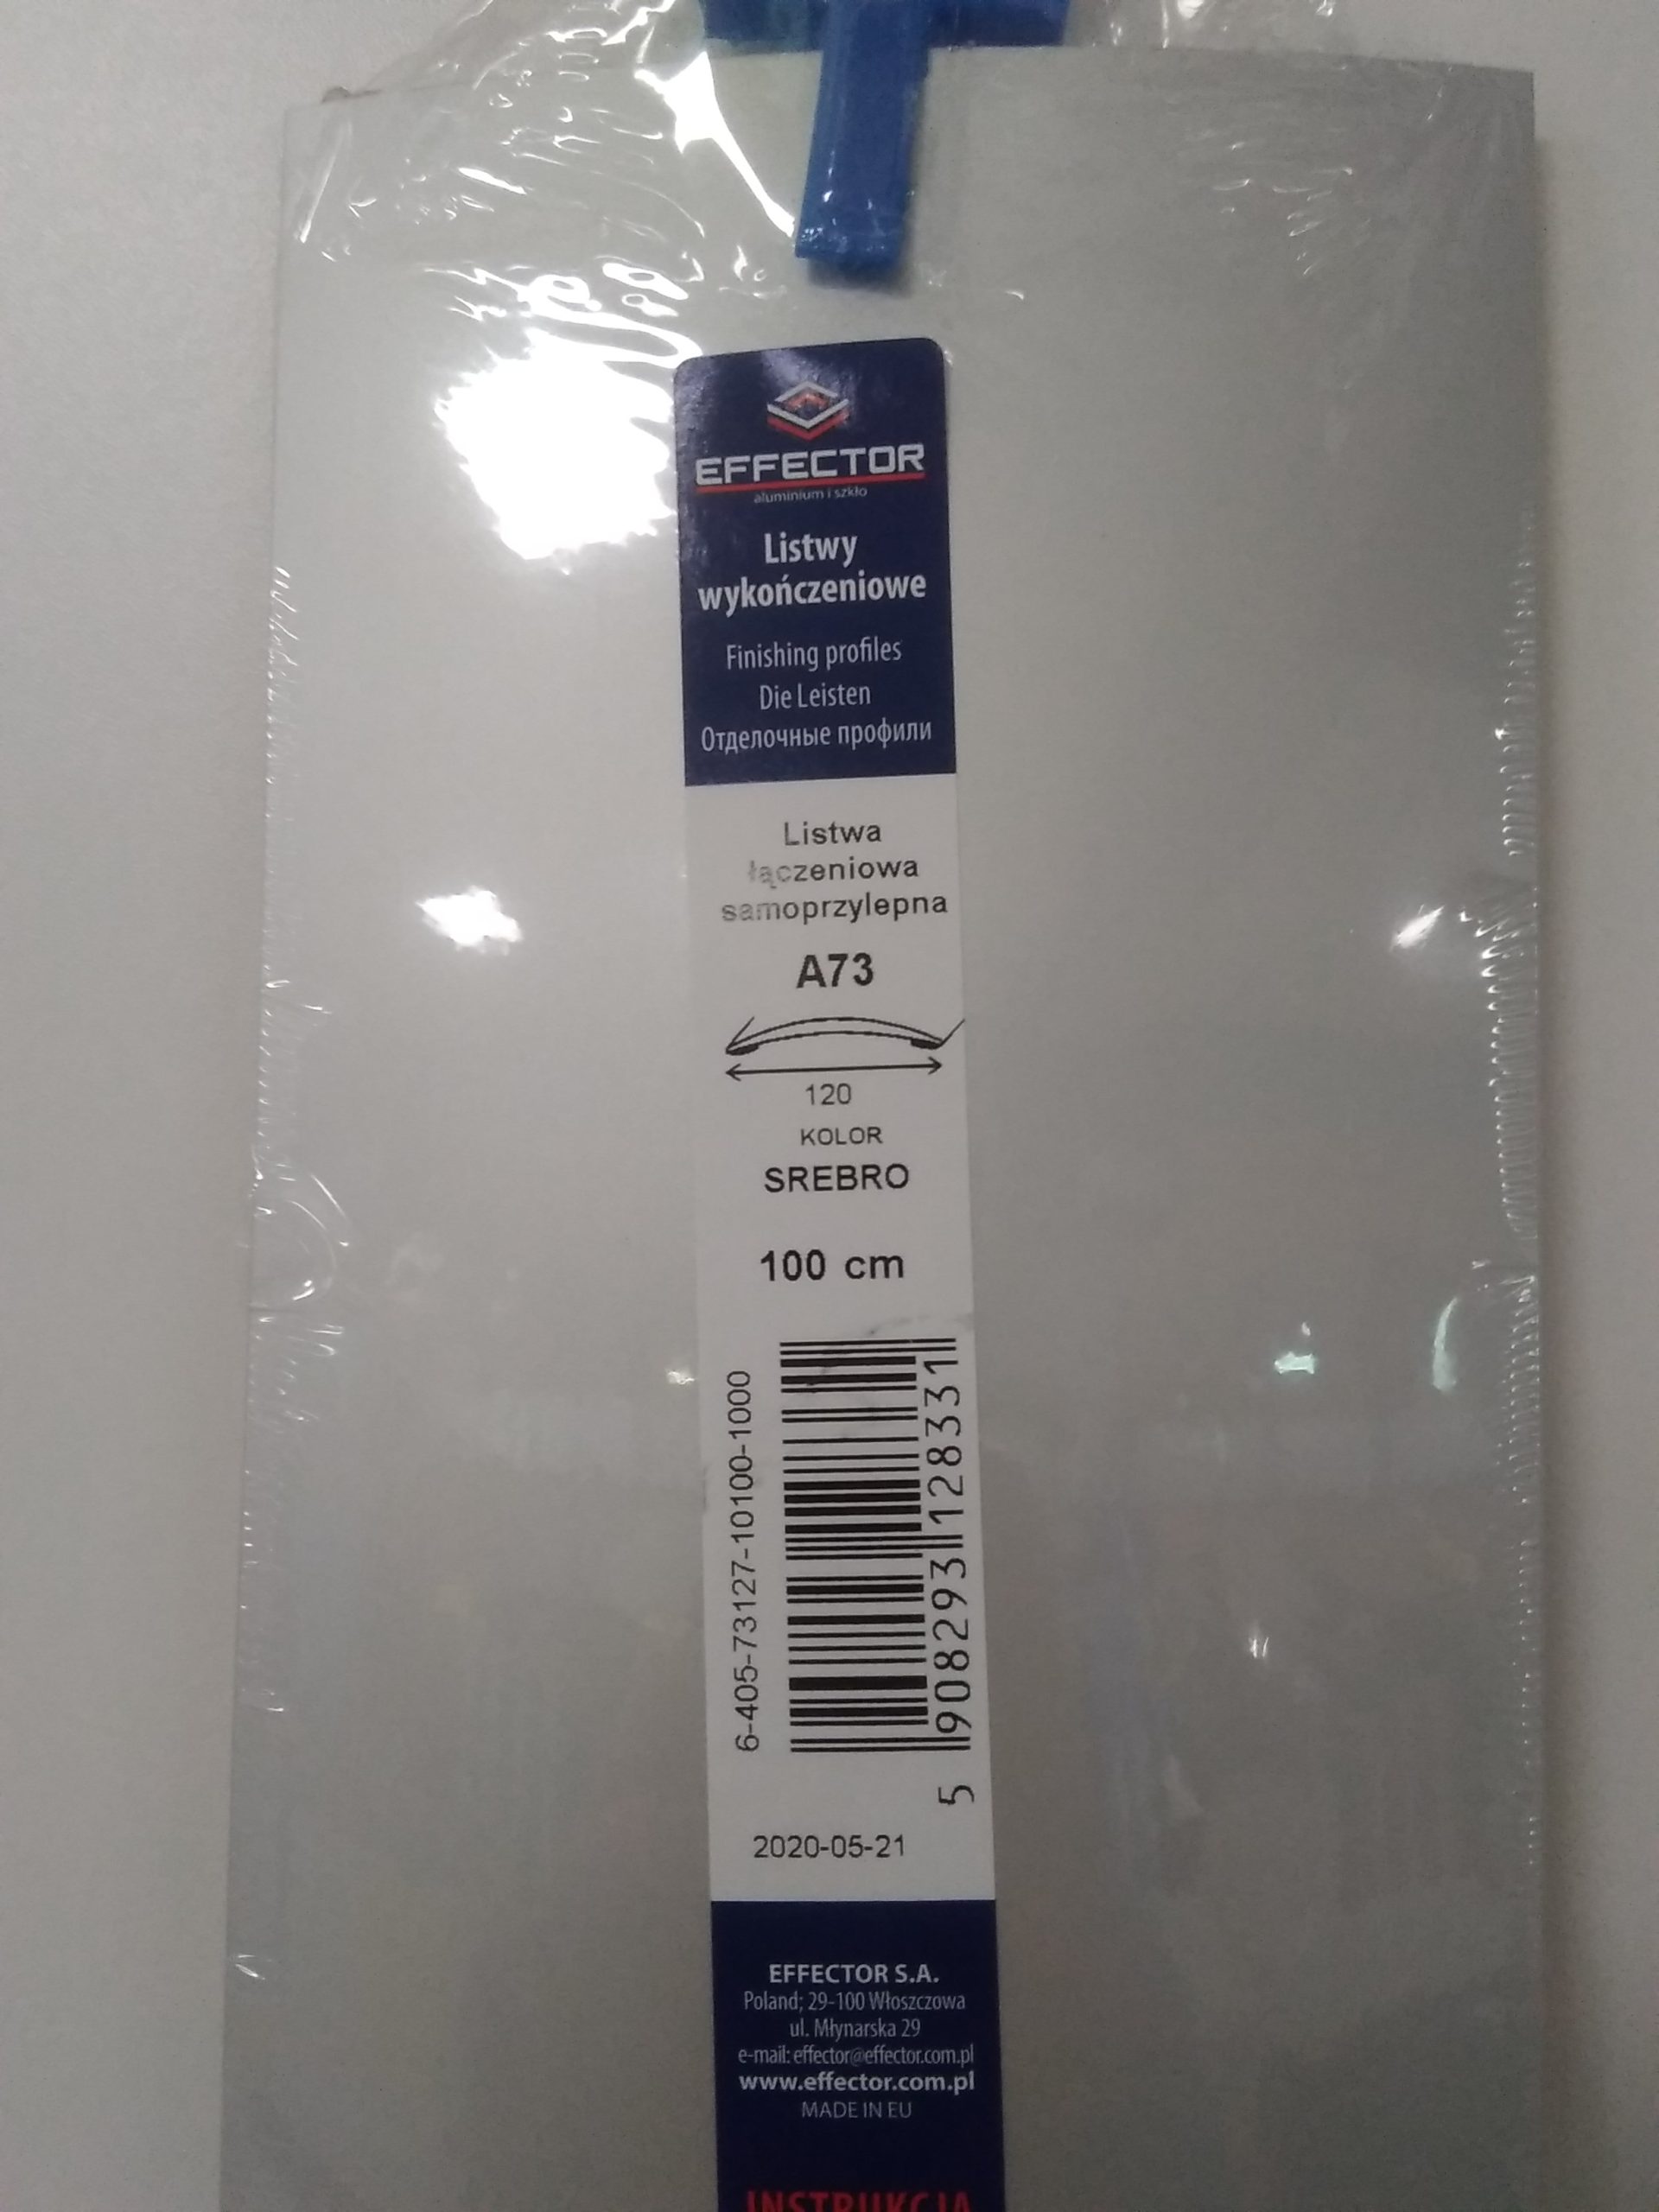 EFFECTOR
aluminium i szkło
Listwy
wykończeniowe
Finishing profiles
Die Leisten
Отделочные профили
Listwa
łączeniowa
samoprzylepna
A73
120
KOLOR
SREBRO
100 cm
6-405-73127-10100-1000
5 908293 128331
2020-05-21
EFFECTOR S.A.
Poland; 29-100 Włoszczowa
ul. Młynarska 29
e-mail: effector@effector.com.pl
www.effector.com.pl
MADE IN EU
INSTRUKCJA